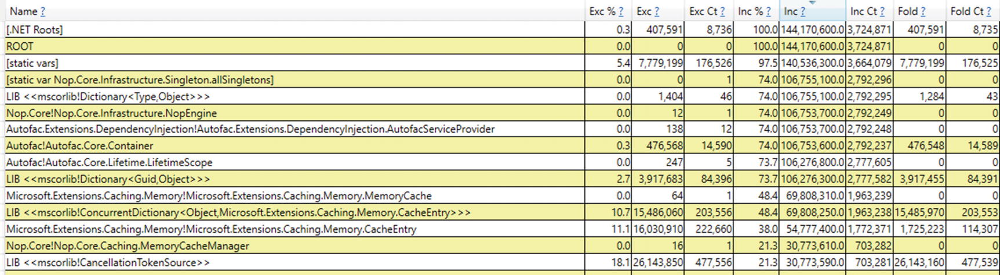 Name ? Exc % ? Exc ? Exc Ct ? Inc % ? Inc ? Inc Ct ? Fold ? Fold Ct ?
[.NET Roots] 0.3 407,591 8,736 100.0 144,170,600.0 3,724,871 407,591 8,735
ROOT 0.0 0 0 100.0 144,170,600.0 3,724,871 0 0
[static vars] 5.4 7,779,199 176,526 97.5 140,536,300.0 3,664,079 7,779,199 176,525
[static var Nop.Core.Infrastructure.Singleton.allSingletons] 0.0 0 1 74.0 106,755,100.0 2,792,296 0 0
LIB <<mscorlib!Dictionary<Type,Object>>> 0.0 1,404 46 74.0 106,755,100.0 2,792,295 1,284 43
Nop.Core!Nop.Core.Infrastructure.NopEngine 0.0 12 1 74.0 106,753,700.0 2,792,249 0 0
Autofac.Extensions.DependencyInjection!Autofac.Extensions.DependencyInjection.AutofacServiceProvider 0.0 138 12 74.0 106,753,700.0 2,792,248 0 0
Autofac!Autofac.Core.Container 0.3 476,568 14,590 74.0 106,753,600.0 2,792,237 476,548 14,589
Autofac!Autofac.Core.Lifetime.LifetimeScope 0.0 247 5 73.7 106,276,800.0 2,777,605 0 0
LIB <<mscorlib!Dictionary<Guid,Object>>> 2.7 3,917,683 84,396 73.7 106,276,300.0 2,777,582 3,917,455 84,391
Microsoft.Extensions.Caching.Memory!Microsoft.Extensions.Caching.Memory.MemoryCache 0.0 64 1 48.4 69,808,310.0 1,963,239 0 0
LIB <<mscorlib!ConcurrentDictionary<Object,Microsoft.Extensions.Caching.Memory.CacheEntry>>> 10.7 15,486,060 203,556 48.4 69,808,250.0 1,963,238 15,485,970 203,553
Microsoft.Extensions.Caching.Memory!Microsoft.Extensions.Caching.Memory.CacheEntry 11.1 16,030,910 222,660 38.0 54,777,400.0 1,772,371 1,725,223 114,307
Nop.Core!Nop.Core.Caching.MemoryCacheManager 0.0 16 1 21.3 30,773,610.0 703,282 0 0
LIB <<mscorlib!CancellationTokenSource>> 18.1 26,143,850 477,556 21.3 30,773,590.0 703,281 26,143,160 477,539